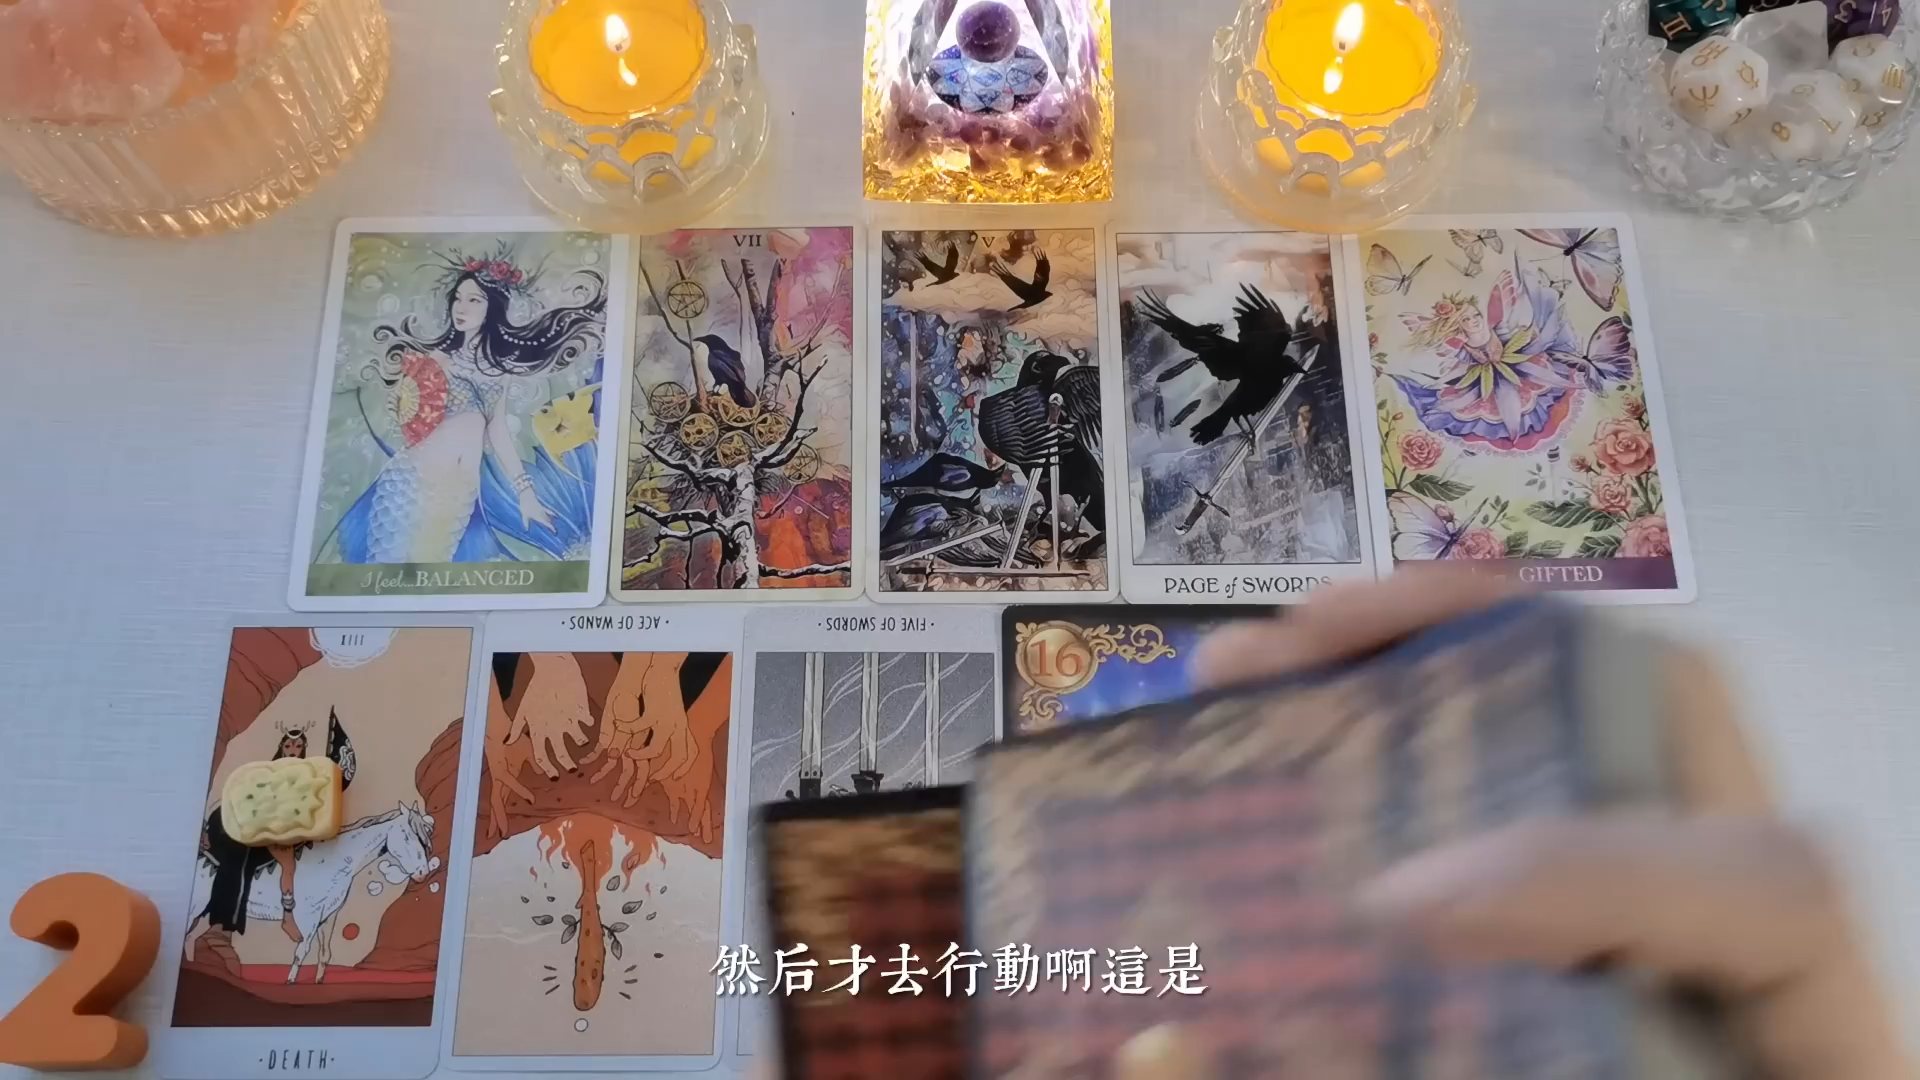 VII
V
I feel...BALANCED
PAGE of SWORDS
GIFTED
XIII
· ACE OF WANDS ·
· FIVE OF SWORDS ·
16
2
然后才去行動啊這是
· DEATH ·